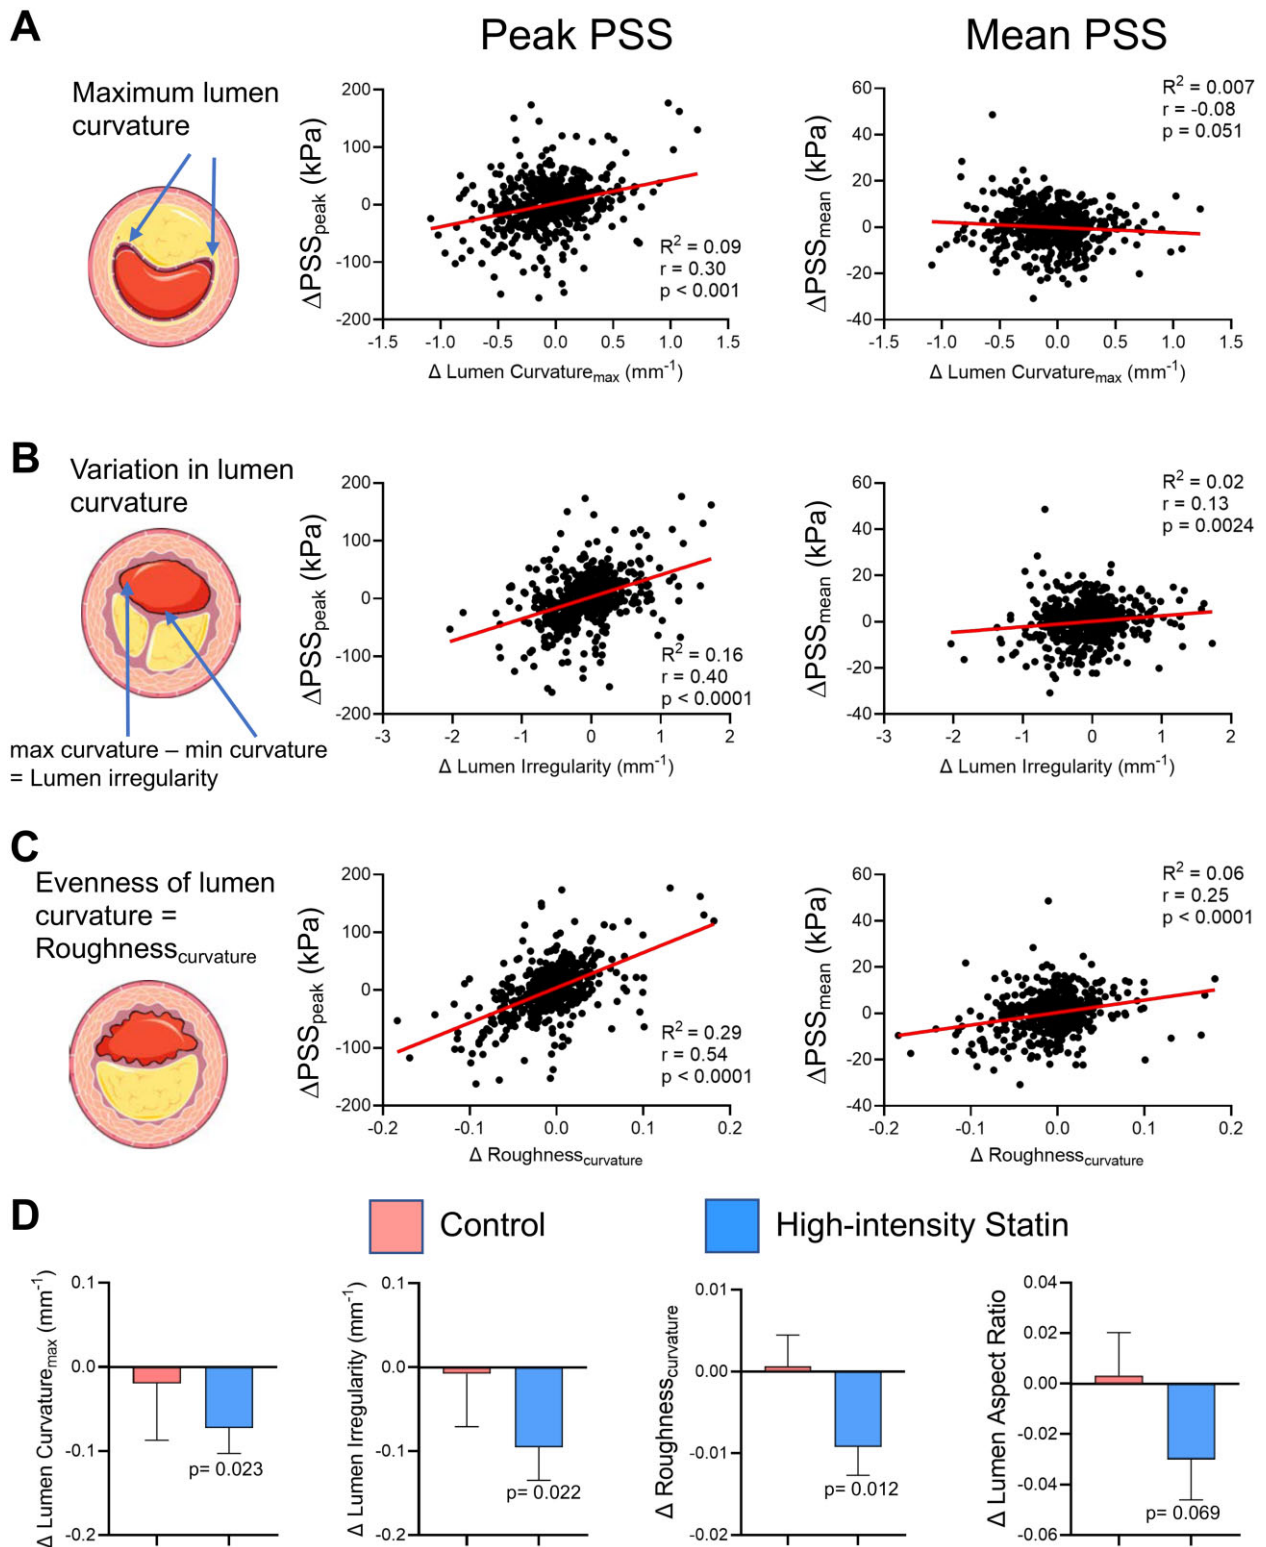 A
Peak PSS
Mean PSS
Maximum lumen
curvature
ΔPSSpeak (kPa)
200
100
0
-100
-200
-1.5 -1.0 -0.5 0.0 0.5 1.0 1.5
Δ Lumen Curvaturemax (mm-1)
R2 = 0.09
r = 0.30
p < 0.001
ΔPSSmean (kPa)
60
40
20
0
-20
-40
-1.5 -1.0 -0.5 0.0 0.5 1.0 1.5
Δ Lumen Curvaturemax (mm-1)
R2 = 0.007
r = -0.08
p = 0.051
B
Variation in lumen
curvature
max curvature – min curvature
= Lumen irregularity
ΔPSSpeak (kPa)
200
100
0
-100
-200
-3 -2 -1 0 1 2
Δ Lumen Irregularity (mm-1)
R2 = 0.16
r = 0.40
p < 0.0001
ΔPSSmean (kPa)
60
40
20
0
-20
-40
-3 -2 -1 0 1 2
Δ Lumen Irregularity (mm-1)
R2 = 0.02
r = 0.13
p = 0.0024
C
Evenness of lumen
curvature =
Roughnesscurvature
ΔPSSpeak (kPa)
200
100
0
-100
-200
-0.2 -0.1 0.0 0.1 0.2
Δ Roughnesscurvature
R2 = 0.29
r = 0.54
p < 0.0001
ΔPSSmean (kPa)
60
40
20
0
-20
-40
-0.2 -0.1 0.0 0.1 0.2
Δ Roughnesscurvature
R2 = 0.06
r = 0.25
p < 0.0001
D
Control
High-intensity Statin
Δ Lumen Curvaturemax (mm-1)
0.1
0.0
-0.1
-0.2
p= 0.023
Δ Lumen Irregularity (mm-1)
0.1
0.0
-0.1
-0.2
p= 0.022
Δ Roughnesscurvature
0.01
0.00
-0.01
-0.02
p= 0.012
Δ Lumen Aspect Ratio
0.04
0.02
0.00
-0.02
-0.04
-0.06
p= 0.069